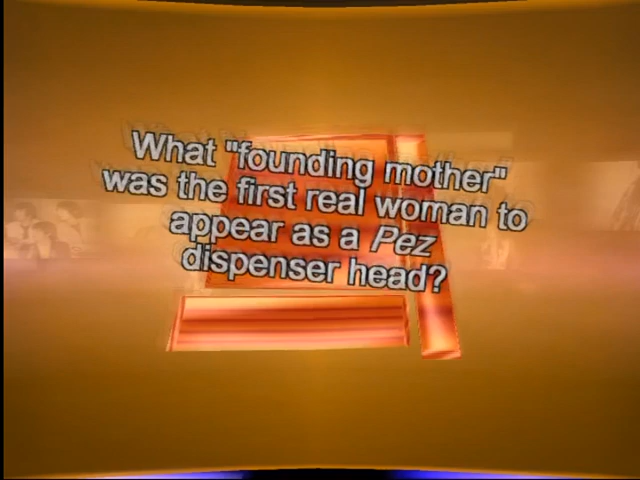 What "founding mother"
was the first real woman to
appear as a Pez
dispenser head?